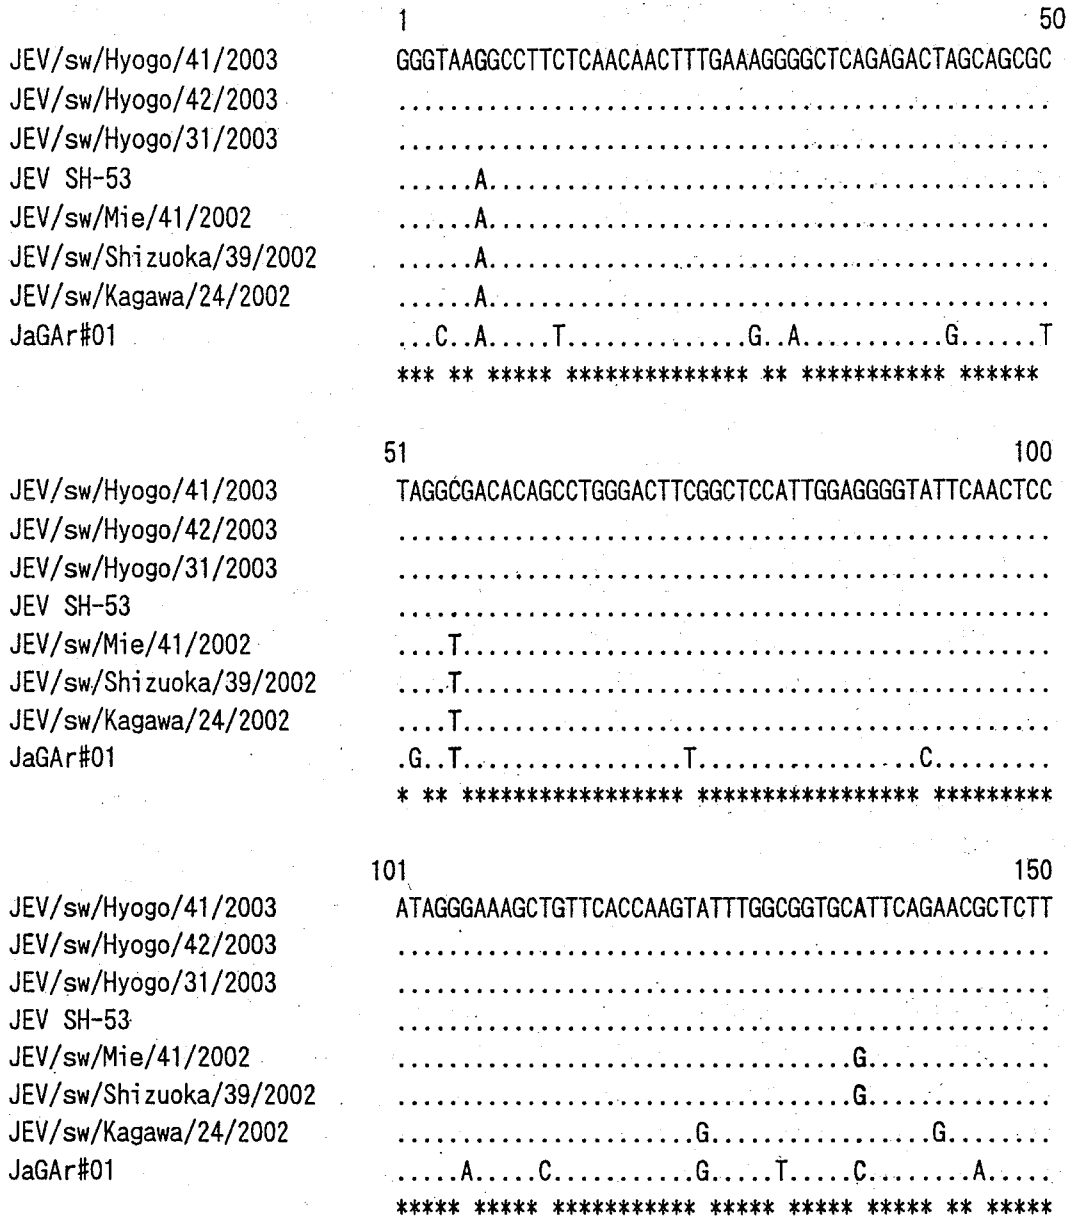 1 50
JEV/sw/Hyogo/41/2003 GGGTAAGGCCTTCTCAACAACTTTGAAAGGGGCTCAGAGACTAGCAGCGC
JEV/sw/Hyogo/42/2003 ..................................................
JEV/sw/Hyogo/31/2003 ..................................................
JEV SH-53 ......A...........................................
JEV/sw/Mie/41/2002 ......A...........................................
JEV/sw/Shizuoka/39/2002 ......A...........................................
JEV/sw/Kagawa/24/2002 ......A...........................................
JaGAr#01 ...C..A.....T..............G..A...........G......T
*** ** ***** ************** ** *********** ******
51 100
JEV/sw/Hyogo/41/2003 TAGGCGACACAGCCTGGGACTTCGGCTCCATTGGAGGGGTATTCAACTCC
JEV/sw/Hyogo/42/2003 ..................................................
JEV/sw/Hyogo/31/2003 ..................................................
JEV SH-53 ..................................................
JEV/sw/Mie/41/2002 ....T.............................................
JEV/sw/Shizuoka/39/2002 ....T.............................................
JEV/sw/Kagawa/24/2002 ....T.............................................
JaGAr#01 .G..T.................T.................C.........
* ** ***************** ***************** *********
101 150
JEV/sw/Hyogo/41/2003 ATAGGGAAAGCTGTTCACCAAGTATTTGGCGGTGCATTCAGAACGCTCTT
JEV/sw/Hyogo/42/2003 ..................................................
JEV/sw/Hyogo/31/2003 ..................................................
JEV SH-53 ..................................................
JEV/sw/Mie/41/2002 ...................................G..............
JEV/sw/Shizuoka/39/2002 ...................................G..............
JEV/sw/Kagawa/24/2002 .......................G.................G........
JaGAr#01 .....A.....C...........G.....T.....C........A.....
***** ***** *********** ***** ***** ***** ** *****